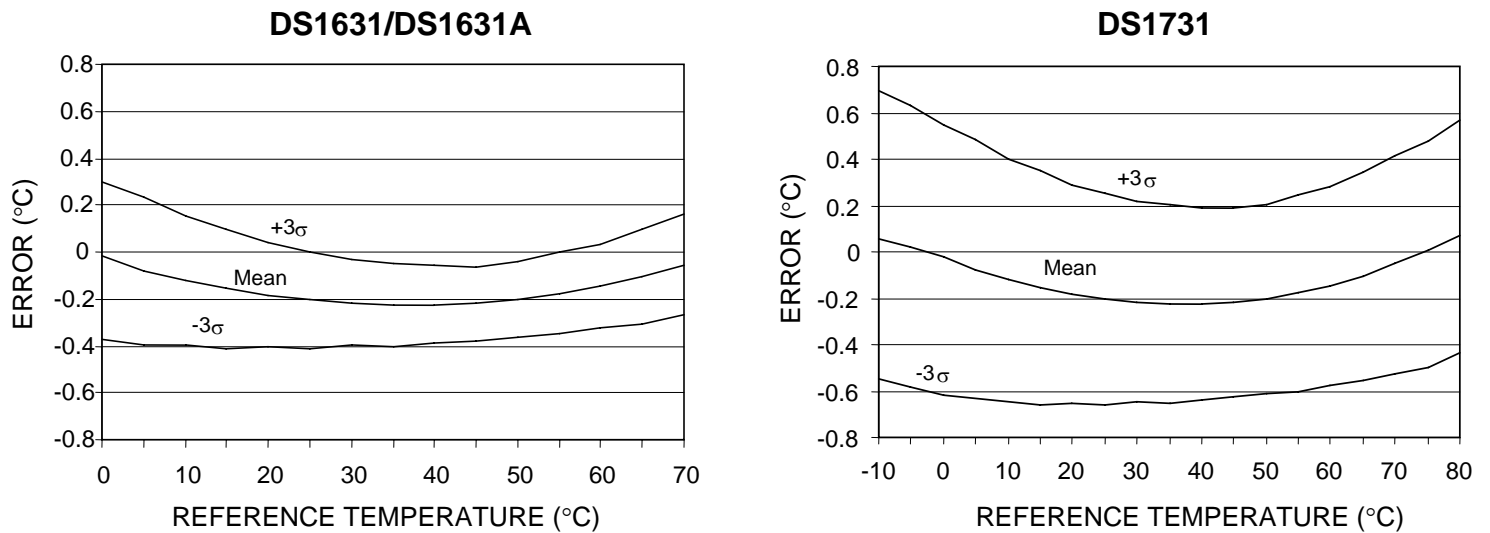 DS1631/DS1631A
0.8
0.6
0.4
0.2
0
-0.2
-0.4
-0.6
-0.8
ERROR (°C)
+3σ
Mean
-3σ
0 10 20 30 40 50 60 70
REFERENCE TEMPERATURE (°C)
DS1731
0.8
0.6
0.4
0.2
0
-0.2
-0.4
-0.6
-0.8
ERROR (°C)
+3σ
Mean
-3σ
-10 0 10 20 30 40 50 60 70 80
REFERENCE TEMPERATURE (°C)